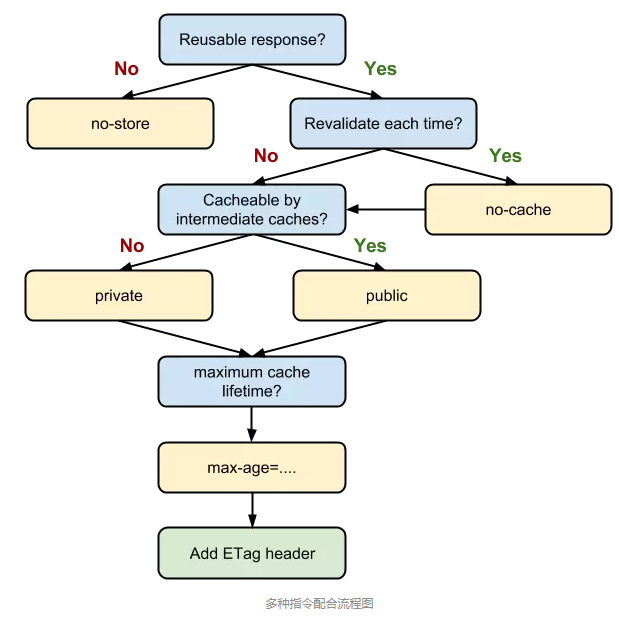 Reusable response?
No
Yes
no-store
Revalidate each time?
No
Yes
Cacheable by
intermediate caches?
no-cache
No
Yes
private
public
maximum cache
lifetime?
max-age=....
Add ETag header
多种指令配合流程图